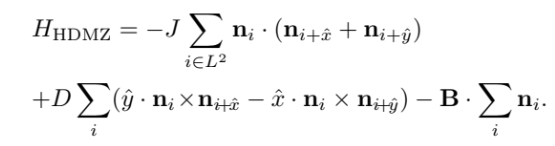 H_HDMZ = −J ∑_{i∈L²} n_i · (n_{i+x̂} + n_{i+ŷ})
+D ∑_i (ŷ · n_i × n_{i+x̂} − x̂ · n_i × n_{i+ŷ}) − B · ∑_i n_i.